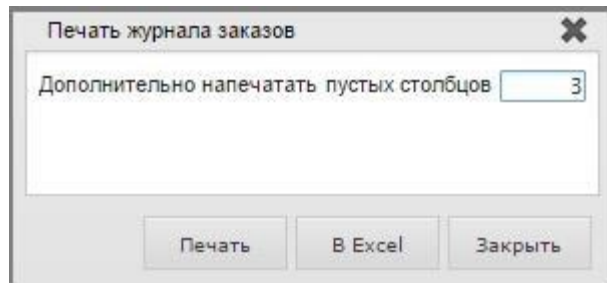 Печать журнала заказов
Дополнительно напечатать пустых столбцов 3
Печать В Excel Закрыть